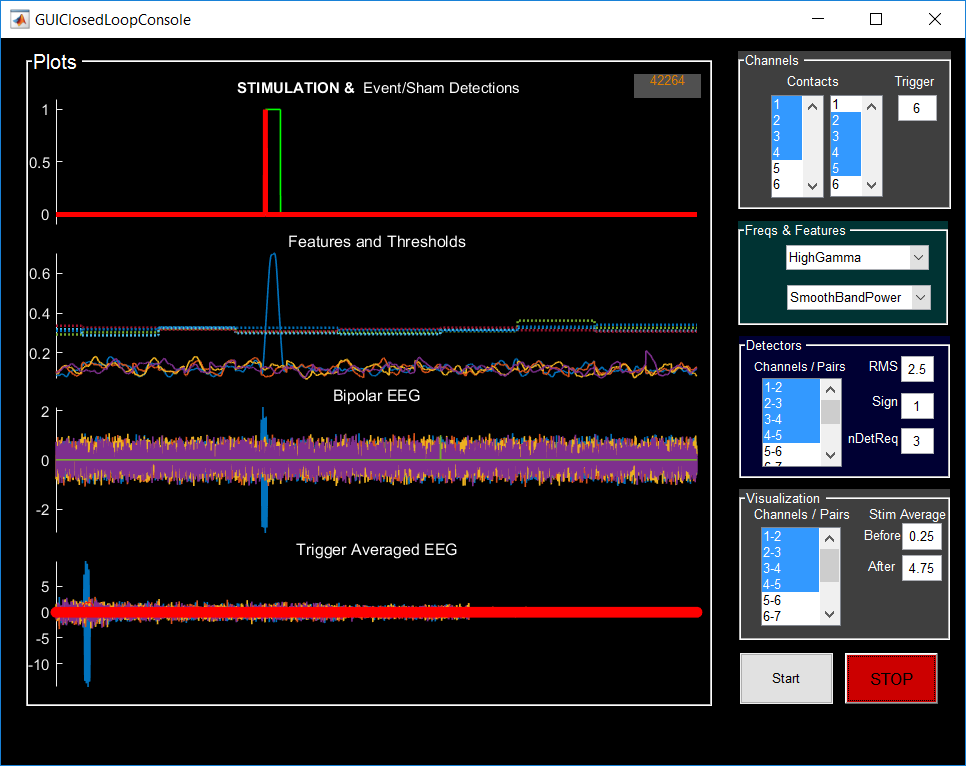 GUIClosedLoopConsole
Plots
STIMULATION & Event/Sham Detections
42264
1
0.5
0
Features and Thresholds
0.6
0.4
0.2
Bipolar EEG
2
0
-2
Trigger Averaged EEG
5
0
-5
-10
Channels
Contacts
Trigger
1
2
3
4
5
6
1
2
3
4
5
6
6
Freqs & Features
HighGamma
SmoothBandPower
Detectors
Channels / Pairs
1-2
2-3
3-4
4-5
5-6
6-7
RMS 2.5
Sign 1
nDetReq 3
Visualization
Channels / Pairs
1-2
2-3
3-4
4-5
5-6
6-7
Stim Average
Before 0.25
After 4.75
Start
STOP